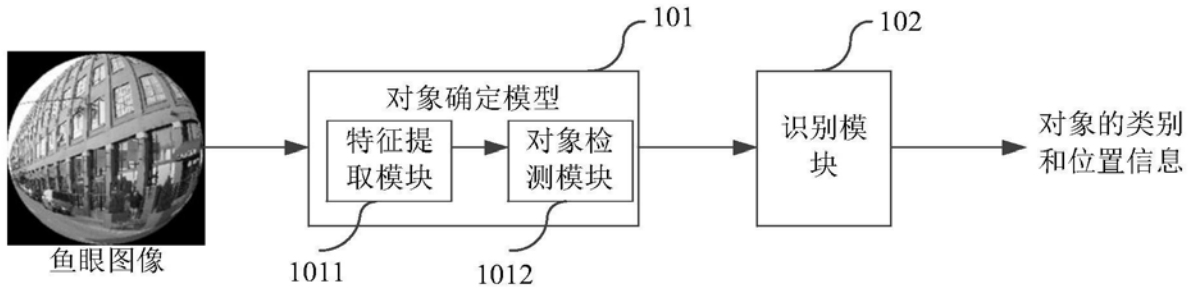 101
102
对象确定模型
特征提
取模块
对象检
测模块
识别模
块
对象的类别
和位置信息
鱼眼图像
1011
1012